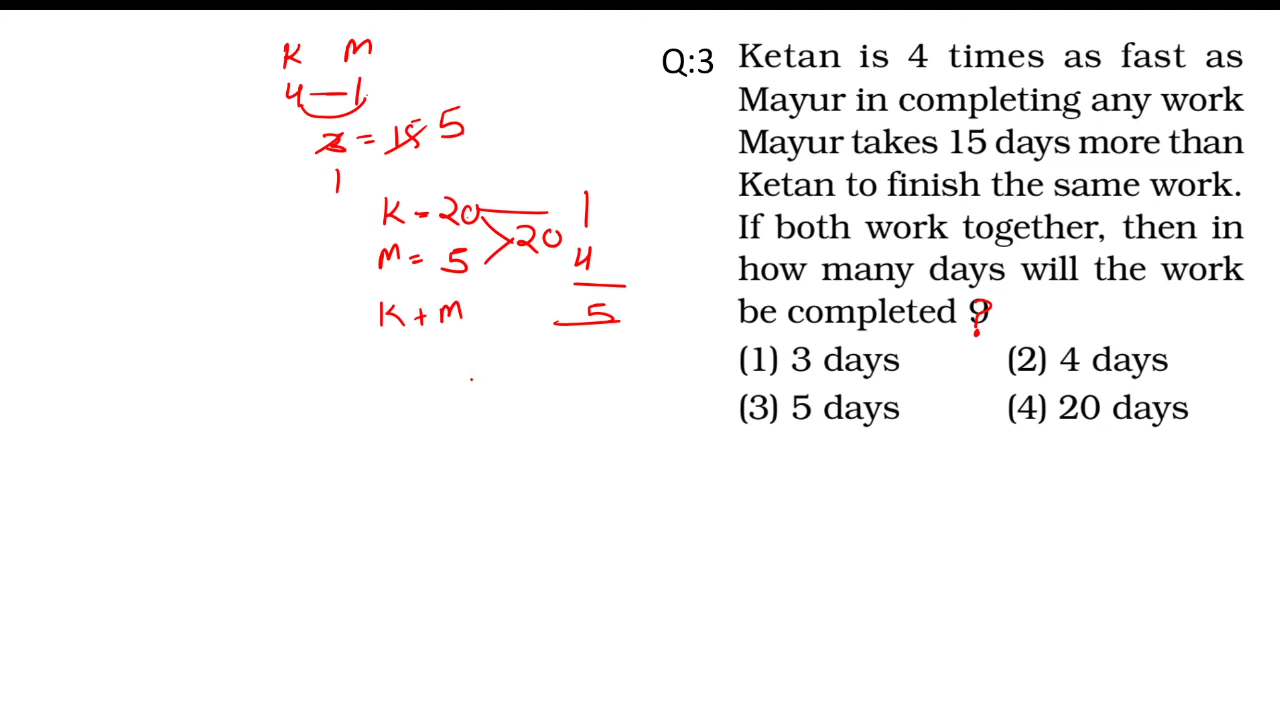 K M
4 — 1
3 = 15 5
1
K - 20 1
20
M = 5 4
K + M 5
Q:3 Ketan is 4 times as fast as
Mayur in completing any work
Mayur takes 15 days more than
Ketan to finish the same work.
If both work together, then in
how many days will the work
be completed ?
(1) 3 days (2) 4 days
(3) 5 days (4) 20 days